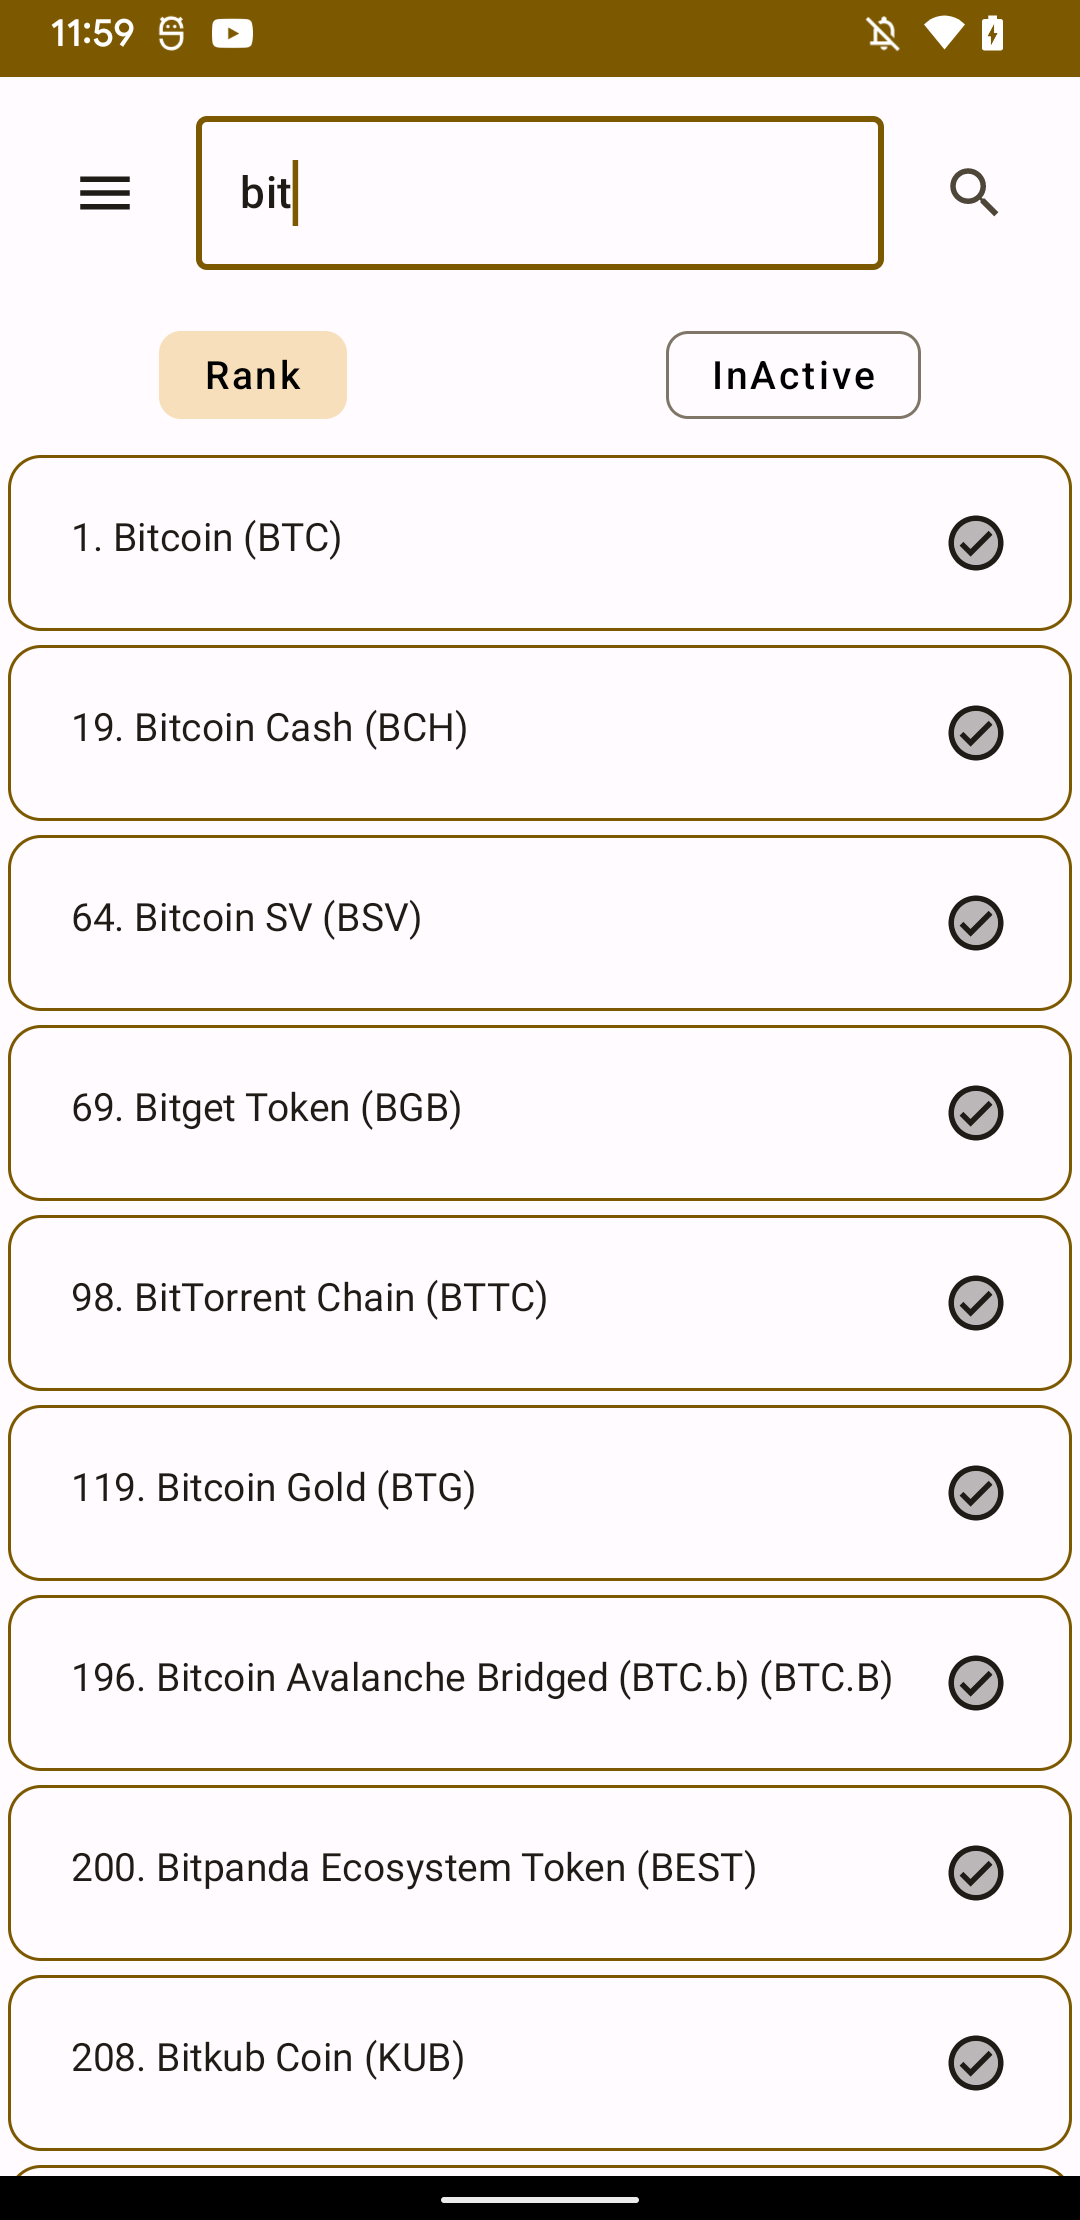 11:59
bit
Rank
InActive
1. Bitcoin (BTC)
19. Bitcoin Cash (BCH)
64. Bitcoin SV (BSV)
69. Bitget Token (BGB)
98. BitTorrent Chain (BTTC)
119. Bitcoin Gold (BTG)
196. Bitcoin Avalanche Bridged (BTC.b) (BTC.B)
200. Bitpanda Ecosystem Token (BEST)
208. Bitkub Coin (KUB)